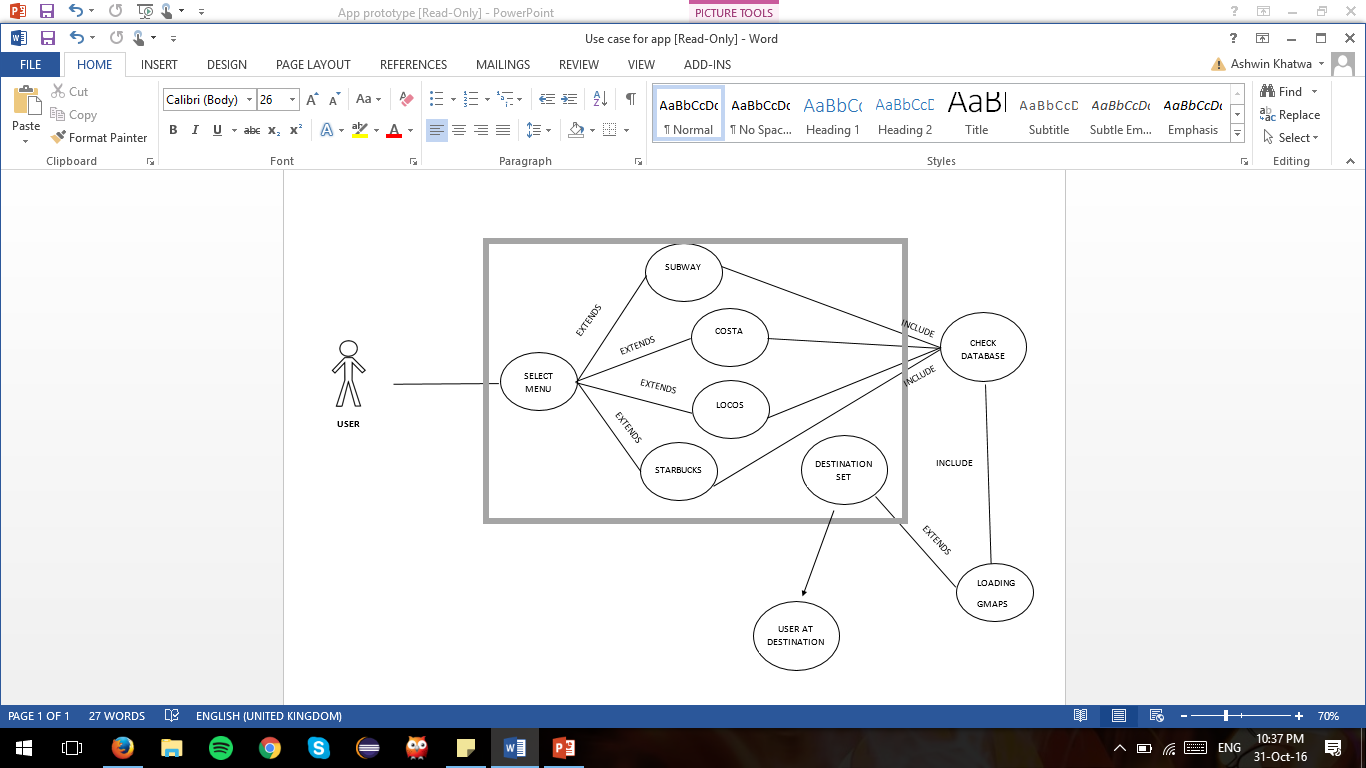 App prototype [Read-Only] - PowerPoint
PICTURE TOOLS
Use case for app [Read-Only] - Word
FILE
HOME
INSERT
DESIGN
PAGE LAYOUT
REFERENCES
MAILINGS
REVIEW
VIEW
ADD-INS
Ashwin Khatwa
Paste
Cut
Copy
Format Painter
Clipboard
Calibri (Body)
26
Aa
B I U abc x₂ x²
Font
Paragraph
AaBbCcDc
¶ Normal
AaBbCcDc
¶ No Spac...
AaBbCc
Heading 1
AaBbCcD
Heading 2
AaBl
Title
AaBbCcD
Subtitle
AaBbCcDc
Subtle Em...
AaBbCcDc
Emphasis
Styles
Find
Replace
Select
Editing
SUBWAY
EXTENDS
COSTA
INCLUDE
EXTENDS
CHECK
DATABASE
SELECT
MENU
EXTENDS
INCLUDE
LOCOS
USER
EXTENDS
STARBUCKS
DESTINATION
SET
INCLUDE
EXTENDS
LOADING
GMAPS
USER AT
DESTINATION
PAGE 1 OF 1
27 WORDS
ENGLISH (UNITED KINGDOM)
70%
ENG
10:37 PM
31-Oct-16